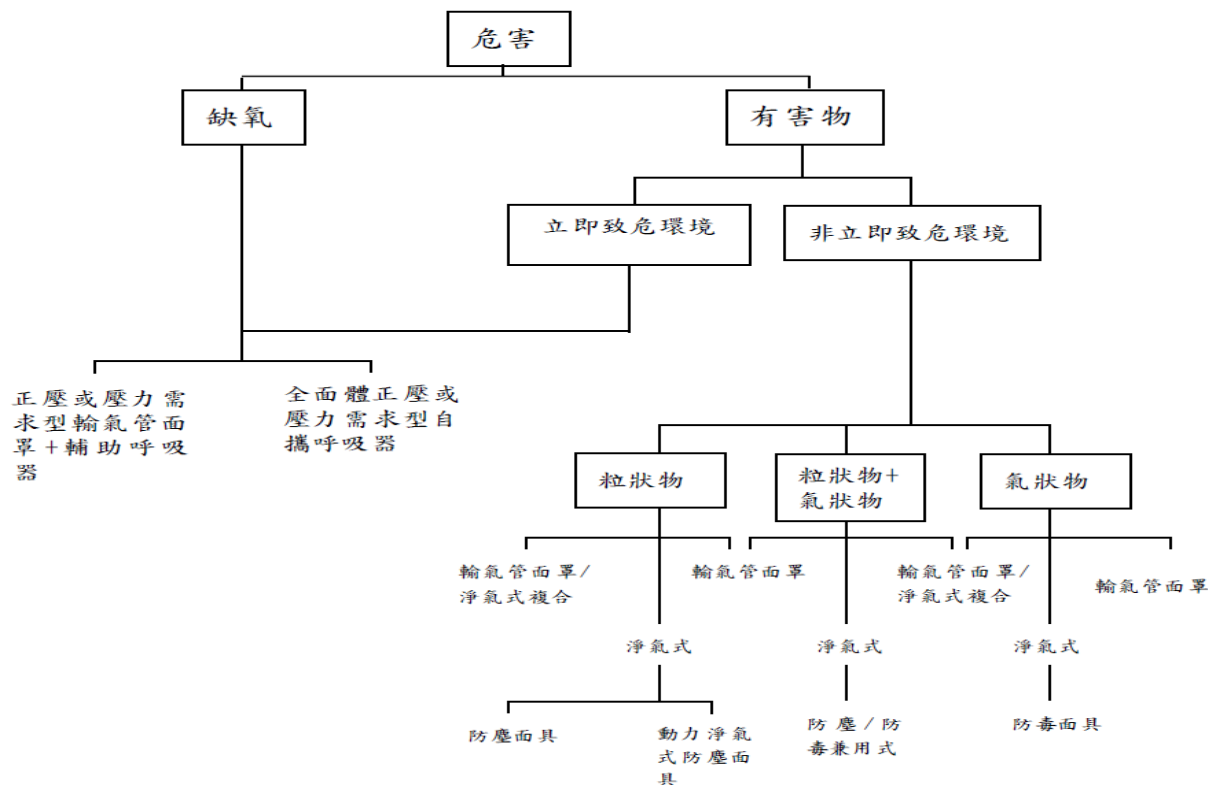 危害
缺氧
有害物
立即致危環境
非立即致危環境
正壓或壓力需
求型輸氣管面
罩+輔助呼吸
器
全面體正壓或
壓力需求型自
攜呼吸器
粒狀物
粒狀物+
氣狀物
氣狀物
輸氣管面罩/
淨氣式複合
輸氣管面罩
輸氣管面罩/
淨氣式複合
輸氣管面罩
淨氣式
淨氣式
淨氣式
防塵面具
動力淨氣
式防塵面
具
防塵/防
毒兼用式
防毒面具